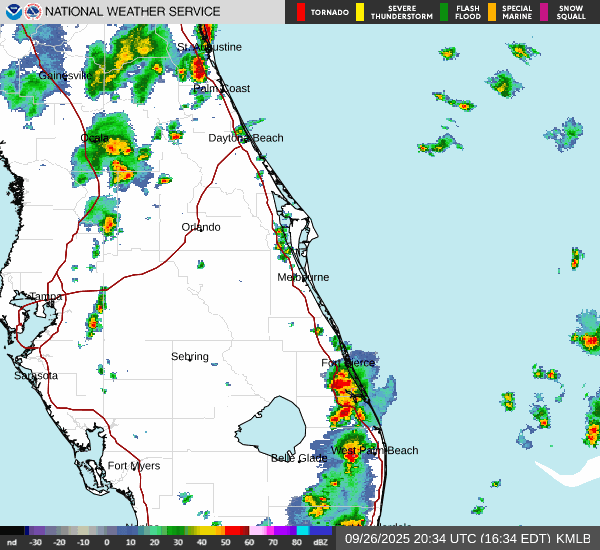 NATIONAL WEATHER SERVICE
TORNADO
SEVERE THUNDERSTORM
FLASH FLOOD
SPECIAL MARINE
SNOW SQUALL
St. Augustine
Gainesville
Palm Coast
Ocala
Daytona Beach
Orlando
Melbourne
Tampa
Sebring
Fort Pierce
Sarasota
West Palm Beach
Belle Glade
Fort Myers
nd -30 -20 -10 0 10 20 30 40 50 60 70 80 dBZ
09/26/2025 20:34 UTC (16:34 EDT) KMLB